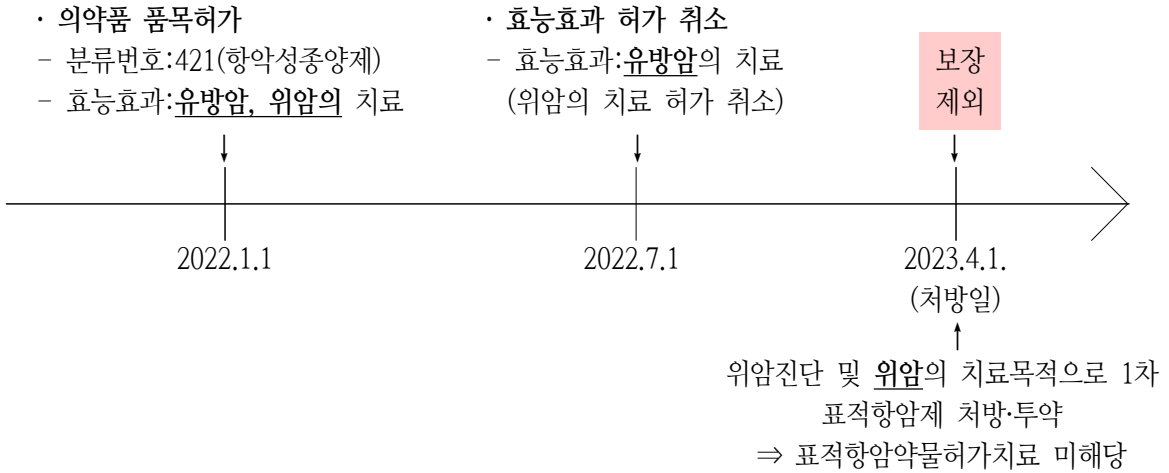 · 의약품 품목허가
- 분류번호:421(항악성종양제)
- 효능효과:유방암, 위암의 치료
· 효능효과 허가 취소
- 효능효과:유방암의 치료
(위암의 치료 허가 취소)
보장
제외
2022.1.1
2022.7.1
2023.4.1.
(처방일)
위암진단 및 위암의 치료목적으로 1차
표적항암제 처방·투약
⇒ 표적항암약물허가치료 미해당